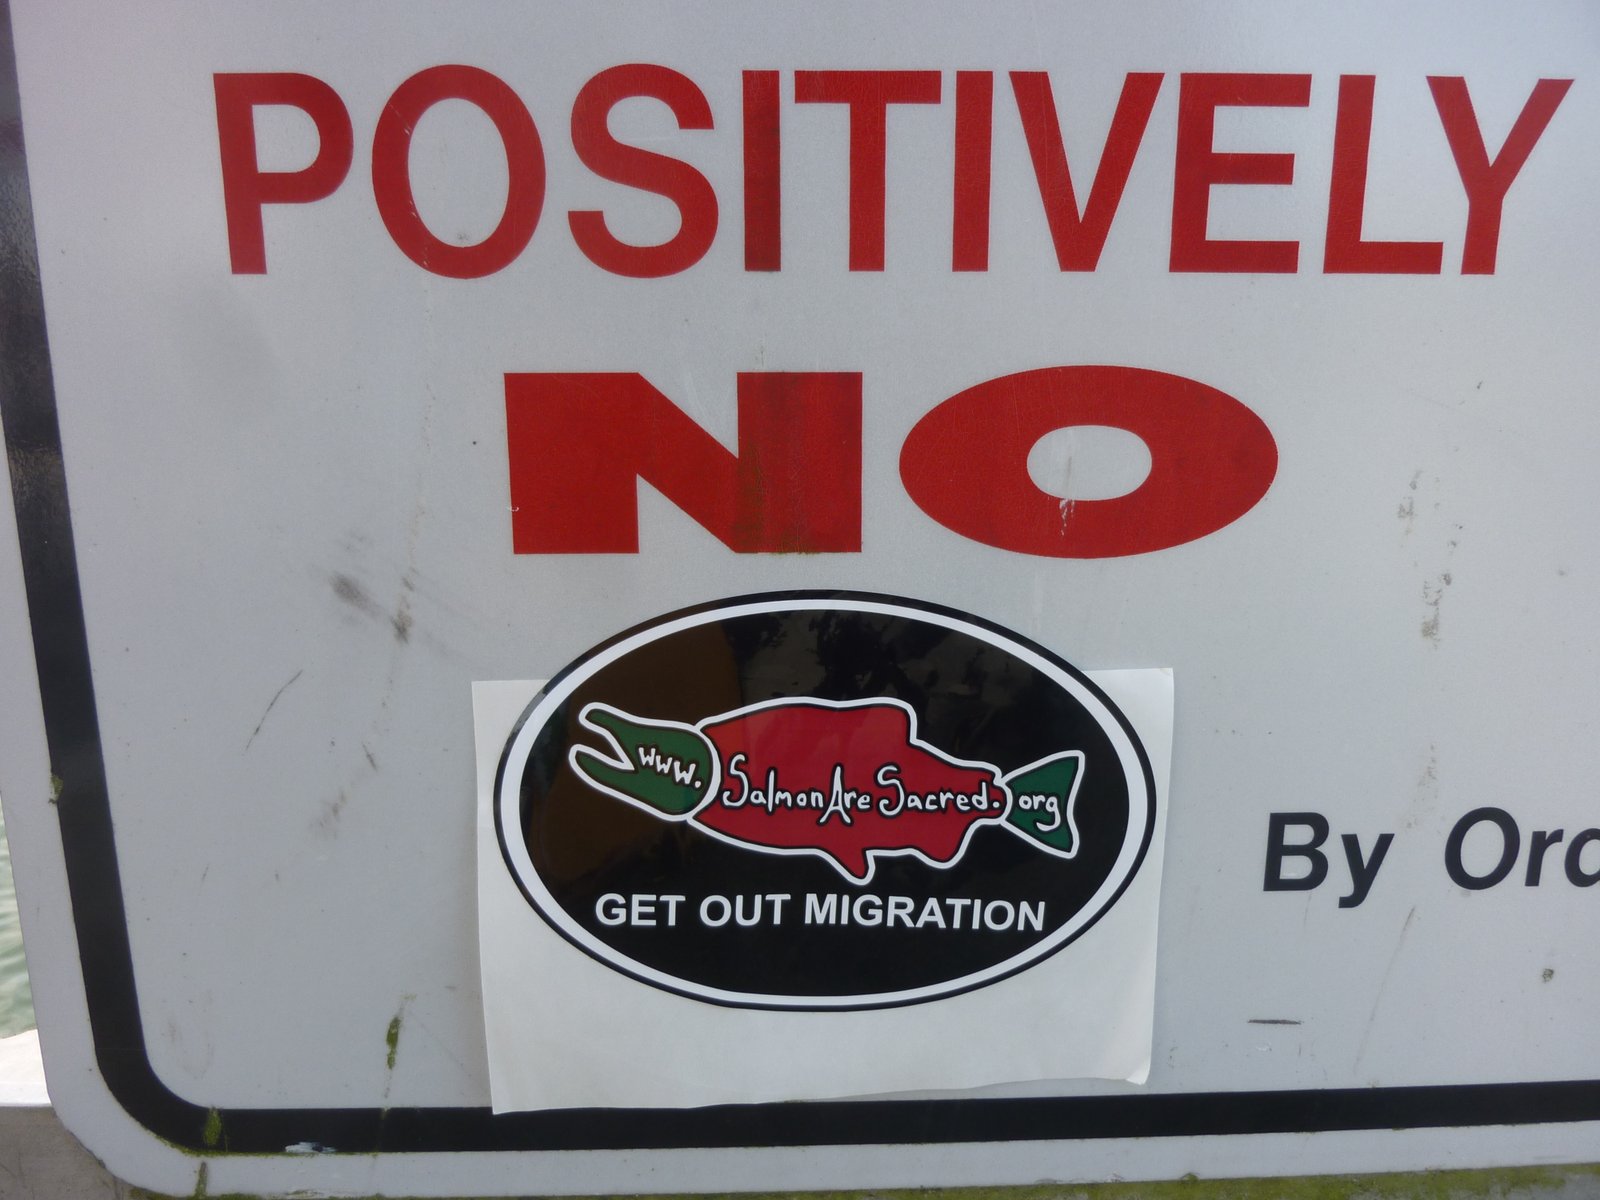 POSITIVELY
NO
www.SalmonAreSacred.org
GET OUT MIGRATION
By Ord